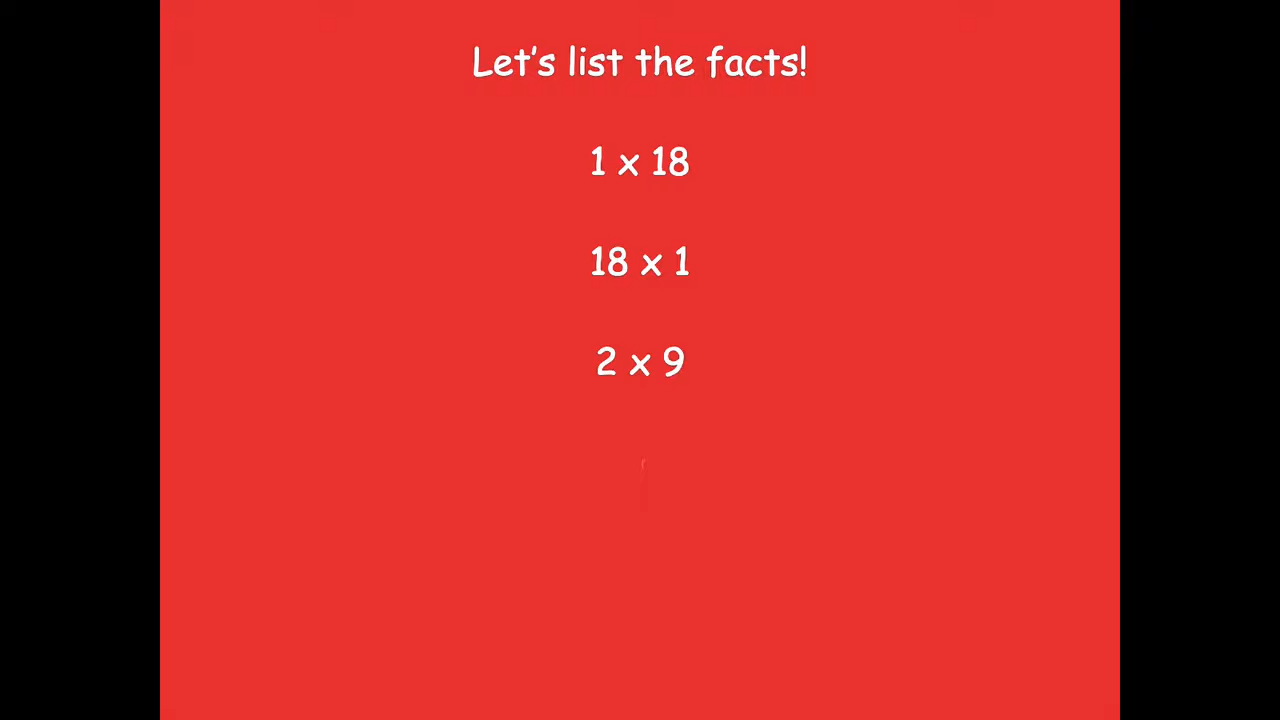 Let's list the facts!
1 x 18
18 x 1
2 x 9